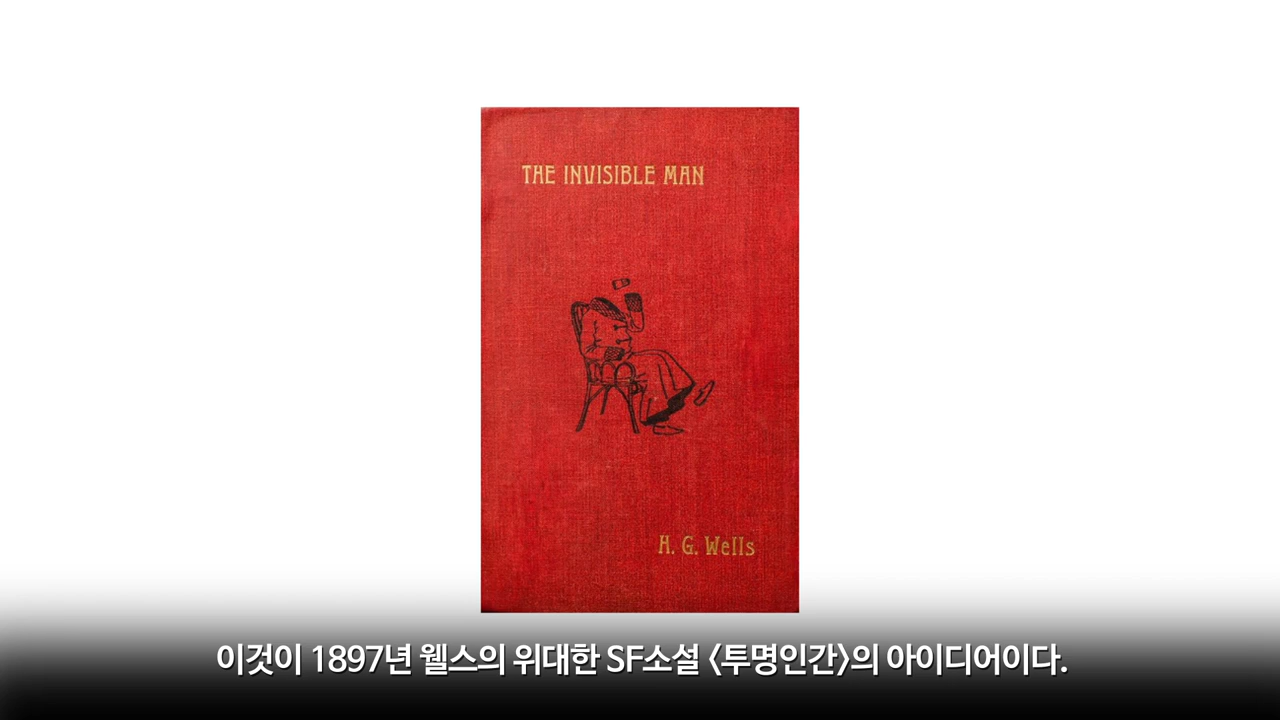 THE INVISIBLE MAN
H. G. Wells
이것이 1897년 웰스의 위대한 SF소설 〈투명인간〉의 아이디어이다.